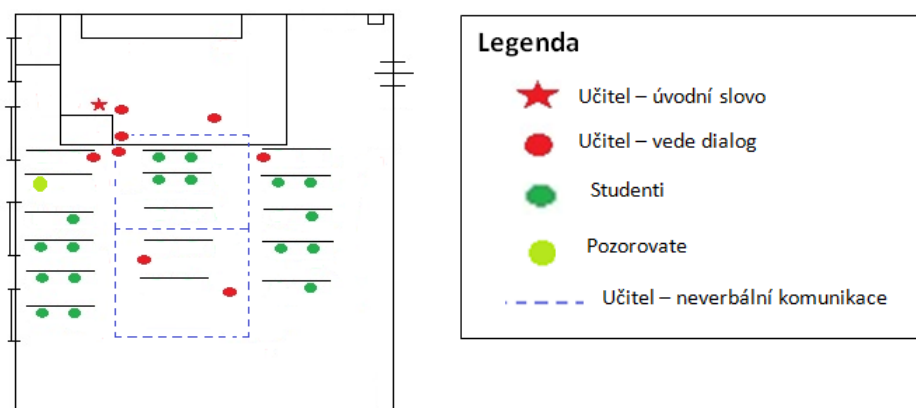 Legenda
Učitel – úvodní slovo
Učitel – vede dialog
Studenti
Pozorovate
Učitel – neverbální komunikace